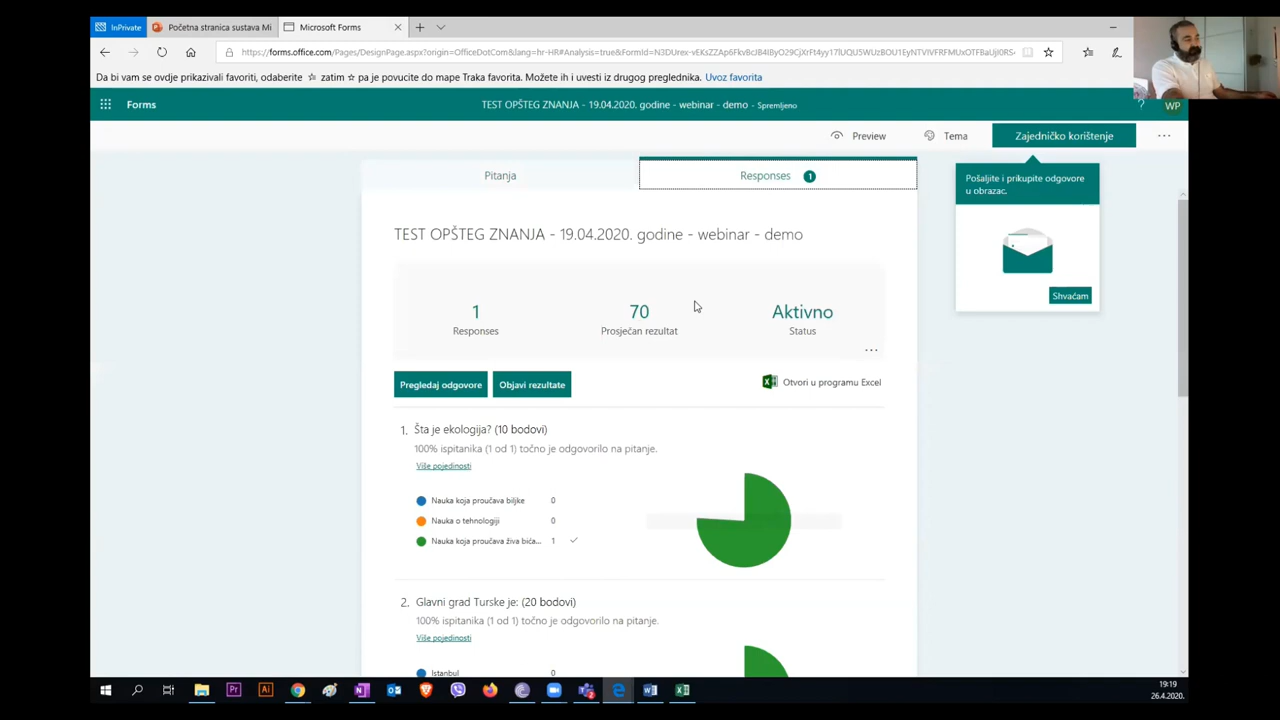 InPrivate
Početna stranica sustava Mi
Microsoft Forms
Da bi vam se ovdje prikazivali favoriti, odaberite ☆ zatim ☆ pa je povucite do mape Traka favorita. Možete ih i uvesti iz drugog preglednika. Uvoz favorita
Forms
TEST OPŠTEG ZNANJA - 19.04.2020. godine - webinar - demo - Spremljeno
?
WP
Preview
Tema
Zajedničko korištenje
Pitanja
Responses 1
Pošaljite i prikupite odgovore
u obrazac.
Shvaćam
TEST OPŠTEG ZNANJA - 19.04.2020. godine - webinar - demo
1
Responses
70
Prosječan rezultat
Aktivno
Status
Pregledaj odgovore
Objavi rezultate
Otvori u programu Excel
1. Šta je ekologija? (10 bodovi)
100% ispitanika (1 od 1) točno je odgovorilo na pitanje.
Više pojedinosti
Nauka koja proučava biljke 0
Nauka o tehnologiji 0
Nauka koja proučava živa bića... 1
2. Glavni grad Turske je: (20 bodovi)
100% ispitanika (1 od 1) točno je odgovorilo na pitanje.
Više pojedinosti
Istanbul 0
19:19
26.4.2020.